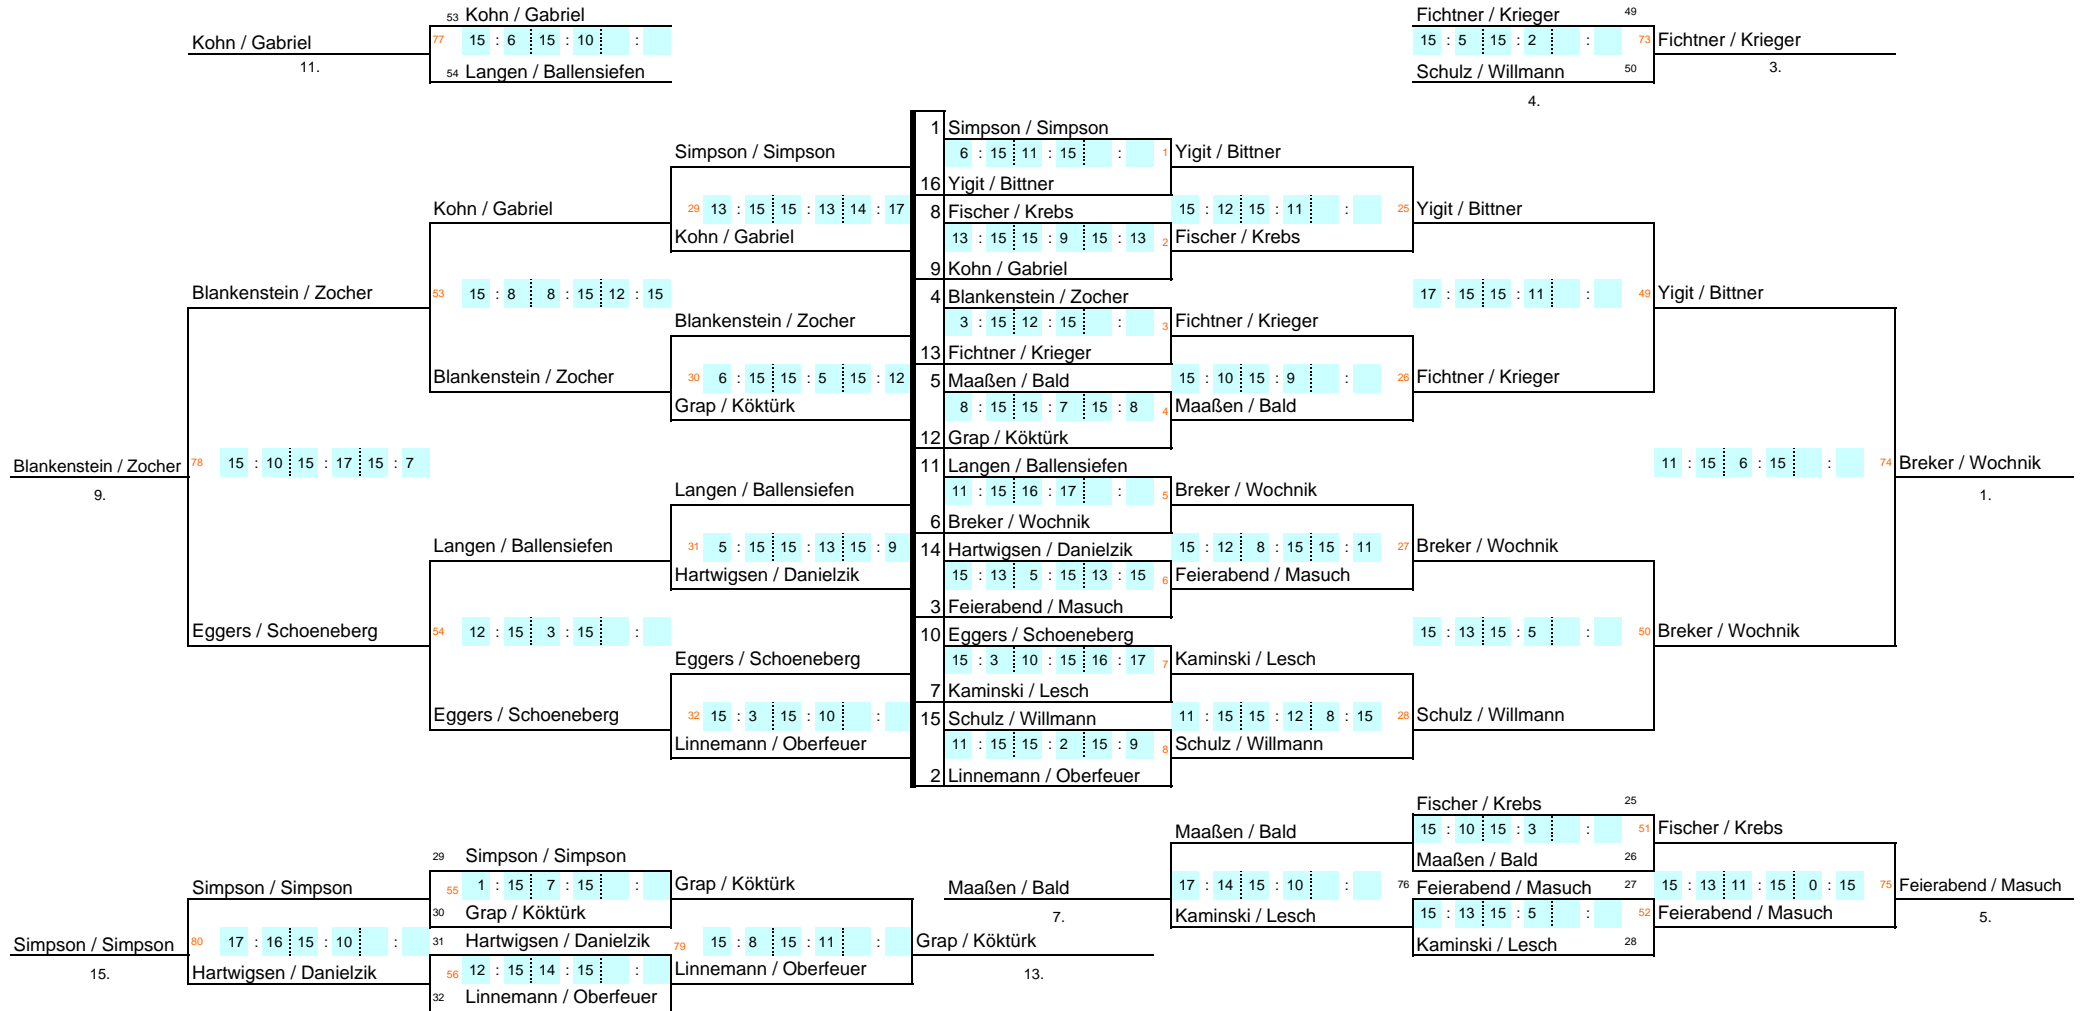 53 Kohn / Gabriel
Fichtner / Krieger 49
Kohn / Gabriel 77 15 : 6 15 : 10 :
15 : 5 15 : 2 : 73 Fichtner / Krieger
11.
54 Langen / Ballensiefen
Schulz / Willmann 50
3.
4.
1 Simpson / Simpson
Simpson / Simpson
6 : 15 11 : 15 : 1 Yigit / Bittner
16 Yigit / Bittner
Kohn / Gabriel
29 13 : 15 15 : 13 14 : 17
8 Fischer / Krebs
15 : 12 15 : 11 : 25 Yigit / Bittner
Kohn / Gabriel
13 : 15 15 : 9 15 : 13 2 Fischer / Krebs
9 Kohn / Gabriel
Blankenstein / Zocher 53 15 : 8 8 : 15 12 : 15
4 Blankenstein / Zocher
17 : 15 15 : 11 : 49 Yigit / Bittner
Blankenstein / Zocher
3 : 15 12 : 15 : 3 Fichtner / Krieger
13 Fichtner / Krieger
Blankenstein / Zocher
30 6 : 15 15 : 5 15 : 12
5 Maaßen / Bald
15 : 10 15 : 9 : 26 Fichtner / Krieger
Grap / Köktürk
8 : 15 15 : 7 15 : 8 4 Maaßen / Bald
12 Grap / Köktürk
Blankenstein / Zocher 78 15 : 10 15 : 17 15 : 7
11 Langen / Ballensiefen
11 : 15 6 : 15 : 74 Breker / Wochnik
9.
Langen / Ballensiefen
11 : 15 16 : 17 : 5 Breker / Wochnik
1.
6 Breker / Wochnik
Langen / Ballensiefen
31 5 : 15 15 : 13 15 : 9
14 Hartwigsen / Danielzik
15 : 12 8 : 15 15 : 11 27 Breker / Wochnik
Hartwigsen / Danielzik
15 : 13 5 : 15 13 : 15 6 Feierabend / Masuch
3 Feierabend / Masuch
Eggers / Schoeneberg 54 12 : 15 3 : 15 :
10 Eggers / Schoeneberg
15 : 13 15 : 5 : 50 Breker / Wochnik
Eggers / Schoeneberg
15 : 3 10 : 15 16 : 17 7 Kaminski / Lesch
7 Kaminski / Lesch
Eggers / Schoeneberg
32 15 : 3 15 : 10 :
15 Schulz / Willmann
11 : 15 15 : 12 8 : 15 28 Schulz / Willmann
Linnemann / Oberfeuer
11 : 15 15 : 2 15 : 9 8 Schulz / Willmann
2 Linnemann / Oberfeuer
Fischer / Krebs 25
Maaßen / Bald
15 : 10 15 : 3 : 51 Fischer / Krebs
29 Simpson / Simpson
Maaßen / Bald 26
Simpson / Simpson 55 1 : 15 7 : 15 : Grap / Köktürk
Maaßen / Bald
17 : 14 15 : 10 : 76 Feierabend / Masuch 27
15 : 13 11 : 15 0 : 15 75 Feierabend / Masuch
30 Grap / Köktürk
7.
Kaminski / Lesch
15 : 13 15 : 5 : 52 Feierabend / Masuch
5.
Simpson / Simpson 80 17 : 16 15 : 10 :
31 Hartwigsen / Danielzik
79 15 : 8 15 : 11 : Grap / Köktürk
Kaminski / Lesch 28
15.
Hartwigsen / Danielzik
56 12 : 15 14 : 15 : Linnemann / Oberfeuer
13.
32 Linnemann / Oberfeuer